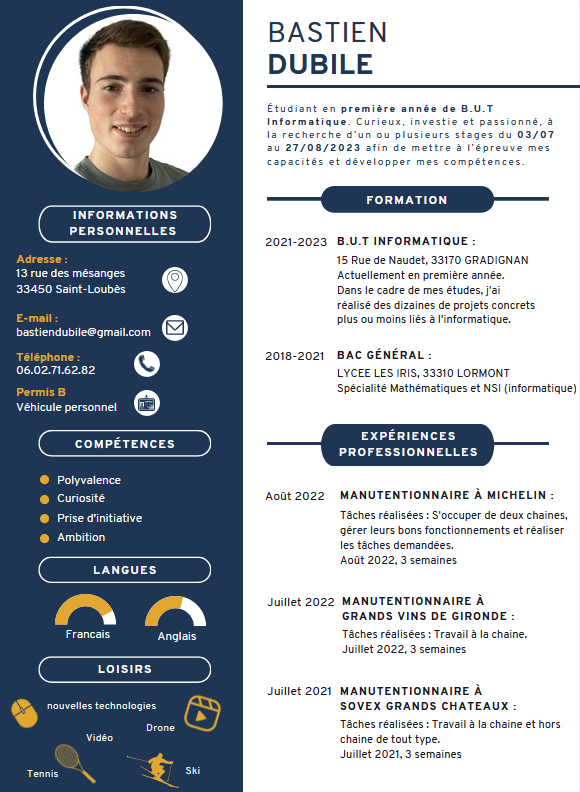 BASTIEN
DUBILE
Étudiant en première année de B.U.T
Informatique. Curieux, investie et passionné, à
la recherche d'un ou plusieurs stages du 03/07
au 27/08/2023 afin de mettre à l'épreuve mes
capacités et développer mes compétences.
INFORMATIONS
PERSONNELLES
Adresse :
13 rue des mésanges
33450 Saint-Loubès
E-mail :
bastiendubile@gmail.com
Téléphone :
06.02.71.62.82
Permis B
Véhicule personnel
COMPÉTENCES
Polyvalence
Curiosité
Prise d'initiative
Ambition
LANGUES
Francais
Anglais
LOISIRS
nouvelles technologies
Drone
Vidéo
Tennis
Ski
FORMATION
2021-2023 B.U.T INFORMATIQUE :
15 Rue de Naudet, 33170 GRADIGNAN
Actuellement en première année.
Dans le cadre de mes études, j'ai
réalisé des dizaines de projets concrets
plus ou moins liés à l'informatique.
2018-2021 BAC GÉNÉRAL :
LYCEE LES IRIS, 33310 LORMONT
Spécialité Mathématiques et NSI (informatique)
EXPÉRIENCES
PROFESSIONNELLES
Août 2022 MANUTENTIONNAIRE À MICHELIN :
Tâches réalisées : S'occuper de deux chaines,
gérer leurs bons fonctionnements et réaliser
les tâches demandées.
Août 2022, 3 semaines
Juillet 2022 MANUTENTIONNAIRE À
GRANDS VINS DE GIRONDE :
Tâches réalisées : Travail à la chaine.
Juillet 2022, 3 semaines
Juillet 2021 MANUTENTIONNAIRE À
SOVEX GRANDS CHATEAUX :
Tâches réalisées : Travail à la chaine et hors
chaine de tout type.
Juillet 2021, 3 semaines